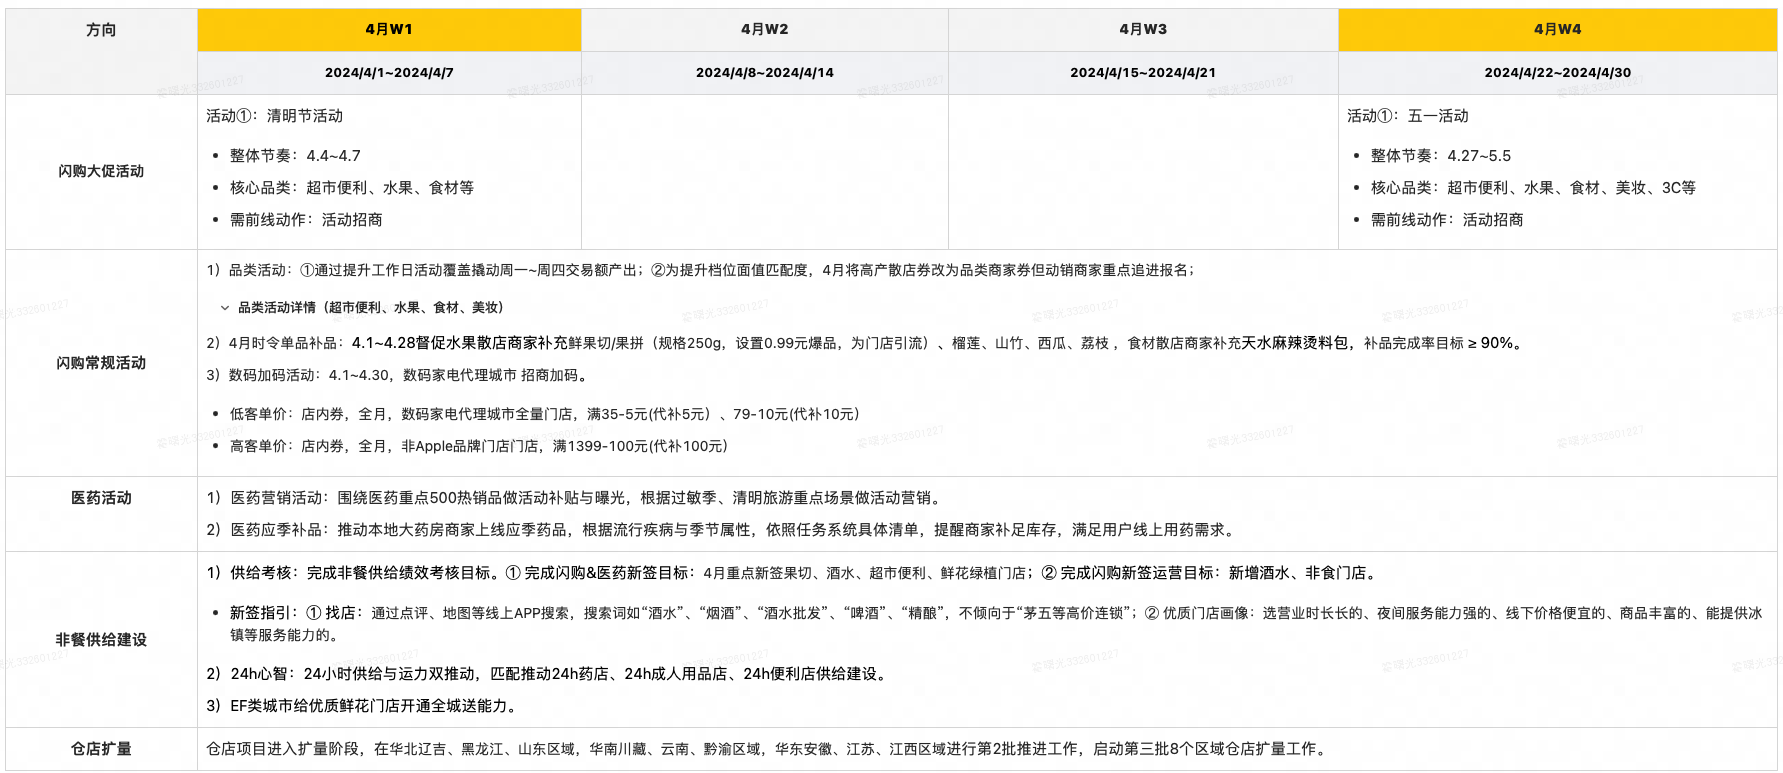 方向
4月W1
4月W2
4月W3
4月W4
2024/4/1~2024/4/7
2024/4/8~2024/4/14
2024/4/15~2024/4/21
2024/4/22~2024/4/30
闪购大促活动
活动①：清明节活动
• 整体节奏：4.4~4.7
• 核心品类：超市便利、水果、食材等
• 需前线动作：活动招商
活动①：五一活动
• 整体节奏：4.27~5.5
• 核心品类：超市便利、水果、食材、美妆、3C等
• 需前线动作：活动招商
闪购常规活动
1）品类活动：①通过提升工作日活动覆盖撬动周一~周四交易额产出；②为提升档位面值匹配度，4月将高产散店券改为品类商家券但动销商家重点追进报名；
品类活动详情（超市便利、水果、食材、美妆）
2）4月时令单品补品：4.1~4.28督促水果散店商家补充鲜果切/果拼（规格250g，设置0.99元爆品，为门店引流）、榴莲、山竹、西瓜、荔枝 ，食材散店商家补充天水麻辣烫料包，补品完成率目标 ≥ 90%。
3）数码加码活动：4.1~4.30，数码家电代理城市 招商加码。
• 低客单价：店内券，全月，数码家电代理城市全量门店，满35-5元(代补5元）、79-10元(代补10元)
• 高客单价：店内券，全月，非Apple品牌门店门店，满1399-100元(代补100元)
医药活动
1）医药营销活动：围绕医药重点500热销品做活动补贴与曝光，根据过敏季、清明旅游重点场景做活动营销。
2）医药应季补品：推动本地大药房商家上线应季药品，根据流行疾病与季节属性，依照任务系统具体清单，提醒商家补足库存，满足用户线上用药需求。
非餐供给建设
1）供给考核：完成非餐供给绩效考核目标。① 完成闪购&医药新签目标：4月重点新签果切、酒水、超市便利、鲜花绿植门店；② 完成闪购新签运营目标：新增酒水、非食门店。
• 新签指引：① 找店：通过点评、地图等线上APP搜索，搜索词如“酒水”、“烟酒”、“酒水批发”、“啤酒”、“精酿”，不倾向于“茅五等高价连锁”；② 优质门店画像：选营业时长长的、夜间服务能力强的、线下价格便宜的、商品丰富的、能提供冰
镇等服务能力的。
2）24h心智：24小时供给与运力双推动，匹配推动24h药店、24h成人用品店、24h便利店供给建设。
3）EF类城市给优质鲜花门店开通全城送能力。
仓店扩量
仓店项目进入扩量阶段，在华北辽吉、黑龙江、山东区域，华南川藏、云南、黔渝区域，华东安徽、江苏、江西区域进行第2批推进工作，启动第三批8个区域仓店扩量工作。